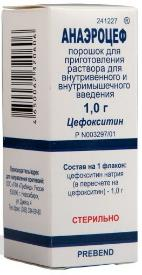 241227
АНАЭРОЦЕФ
порошок для
приготовления
раствора для
внутривенного и
внутримышечного
введения
1,0 г
Цефокситин
Р N003297/01
Состав на 1 флакон:
цефокситин натрия
(в пересчете на
цефокситин) - 1,0 г
СТЕРИЛЬНО
PREBEND